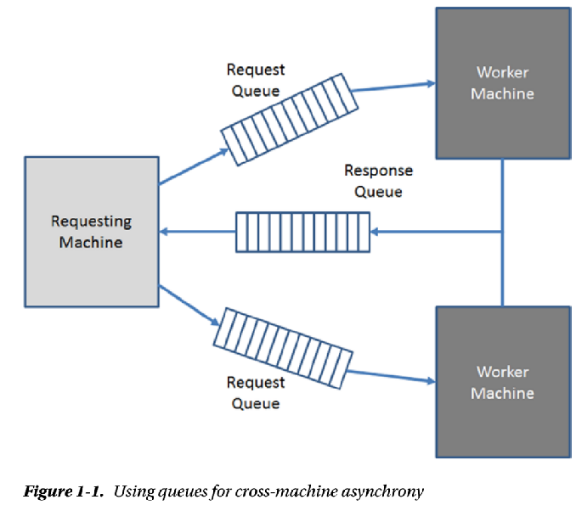 Request
Queue
Worker
Machine
Response
Queue
Requesting
Machine
Request
Queue
Worker
Machine
Figure 1-1. Using queues for cross-machine asynchrony